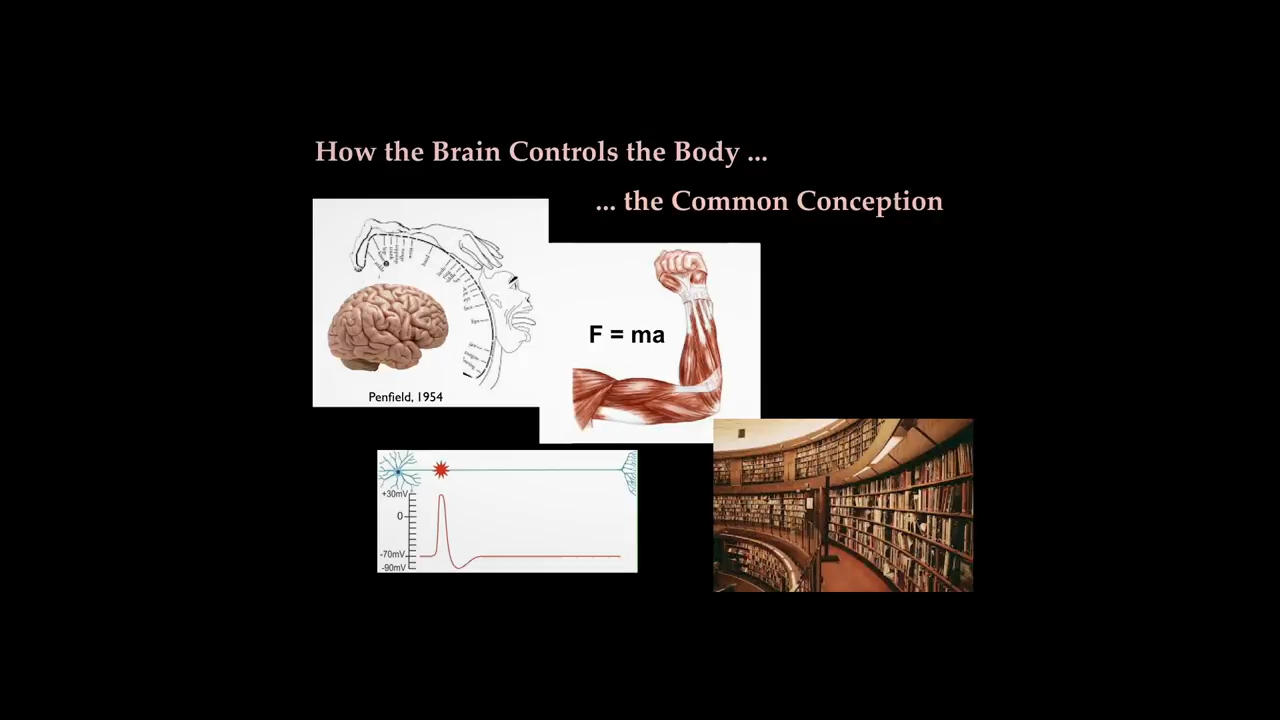 How the Brain Controls the Body ...
... the Common Conception
F = ma
Penfield, 1954
+30mV
0
-70mV
-90mV